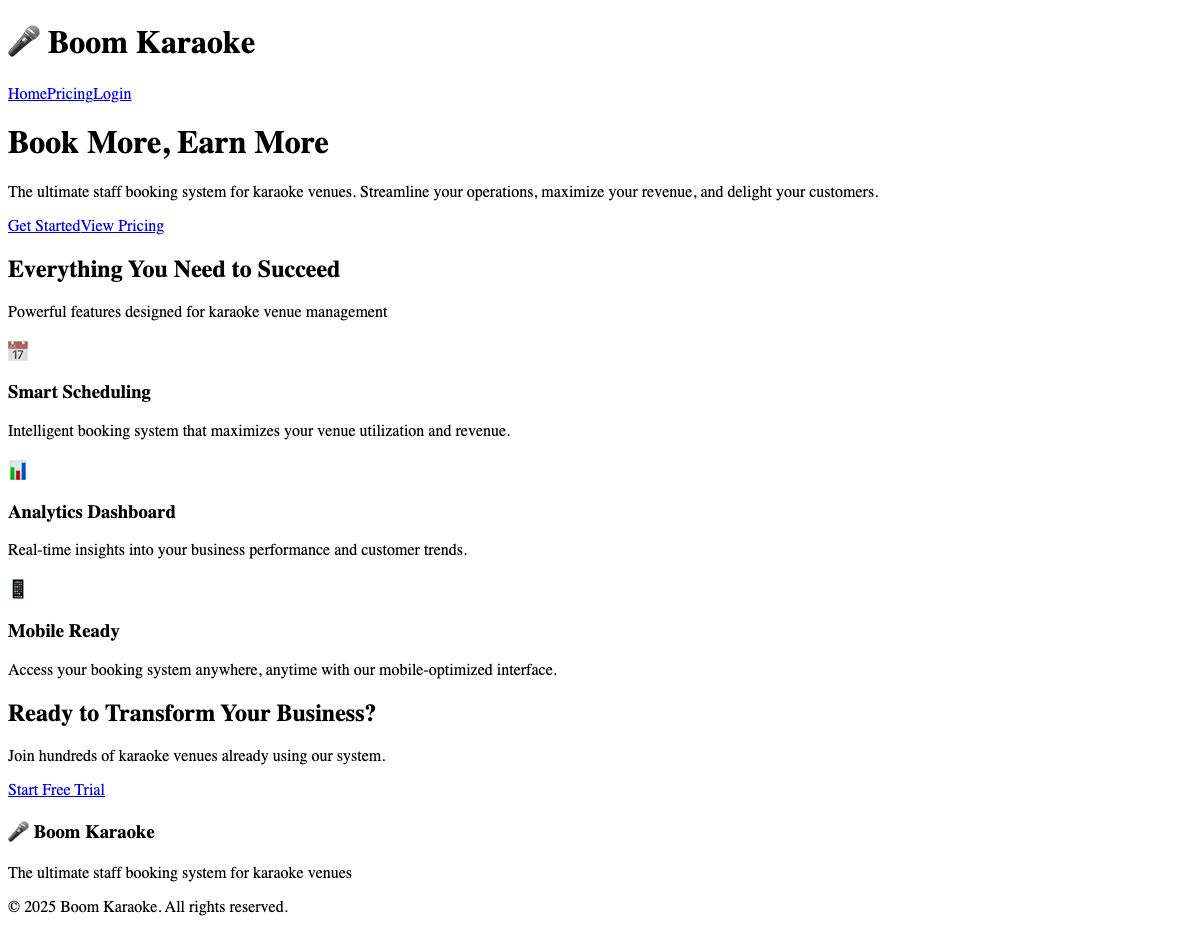 🎤 Boom Karaoke
HomePricingLogin
Book More, Earn More
The ultimate staff booking system for karaoke venues. Streamline your operations, maximize your revenue, and delight your customers.
Get StartedView Pricing
Everything You Need to Succeed
Powerful features designed for karaoke venue management
📅
Smart Scheduling
Intelligent booking system that maximizes your venue utilization and revenue.
📊
Analytics Dashboard
Real-time insights into your business performance and customer trends.
📱
Mobile Ready
Access your booking system anywhere, anytime with our mobile-optimized interface.
Ready to Transform Your Business?
Join hundreds of karaoke venues already using our system.
Start Free Trial
🎤 Boom Karaoke
The ultimate staff booking system for karaoke venues
© 2025 Boom Karaoke. All rights reserved.